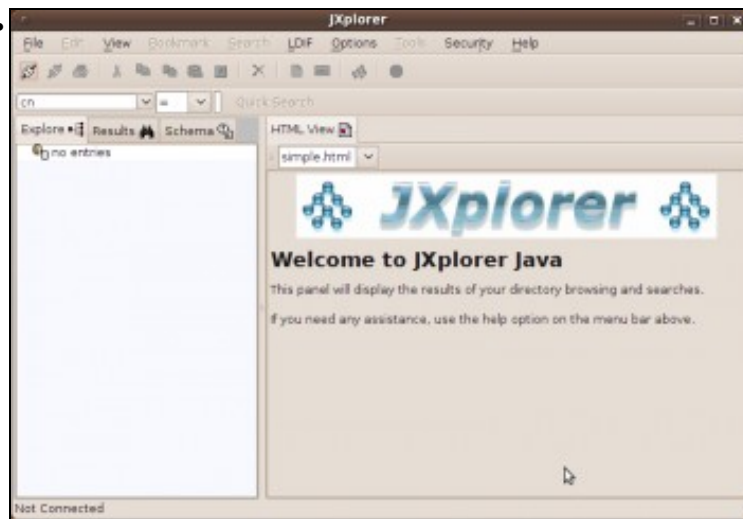 JXplorer
File Edit View Bookmark Search LDIF Options Tools Security Help
cn = Quick Search
Explore Results Schema HTML View
no entries
simple.html
JXplorer
Welcome to JXplorer Java
This panel will display the results of your directory browsing and searches.
If you need any assistance, use the help option on the menu bar above.
Not Connected